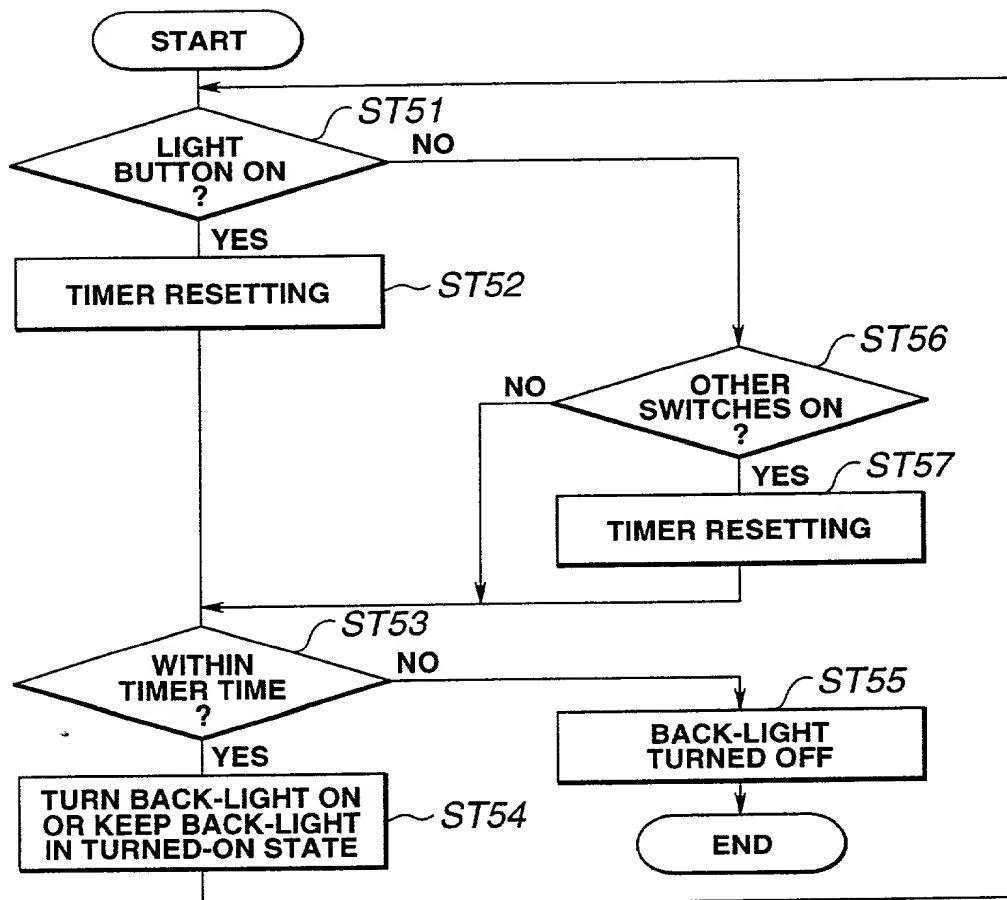 START
ST51
LIGHT
BUTTON ON
?
NO
YES
TIMER RESETTING
ST52
ST56
OTHER
SWITCHES ON
?
NO
YES
ST57
TIMER RESETTING
ST53
WITHIN
TIMER TIME
?
NO
YES
ST55
BACK-LIGHT
TURNED OFF
TURN BACK-LIGHT ON
OR KEEP BACK-LIGHT
IN TURNED-ON STATE
ST54
END